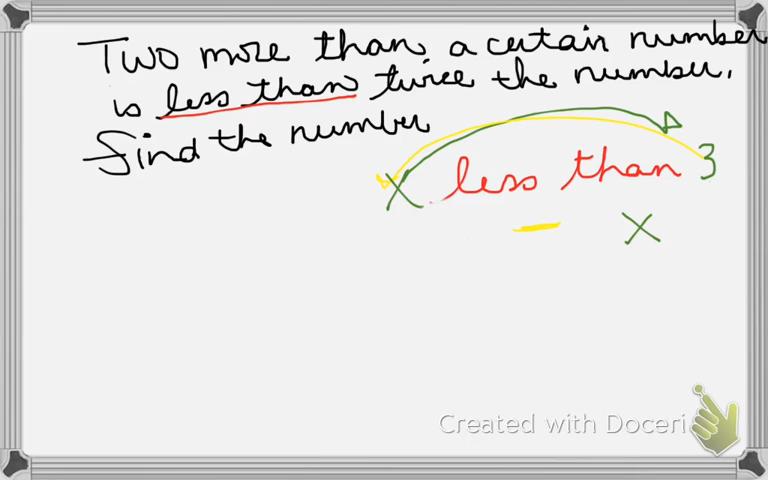 Two more than a certain number
is less than twice the number.
find the number
X less than 3
— X
Created with Doceri